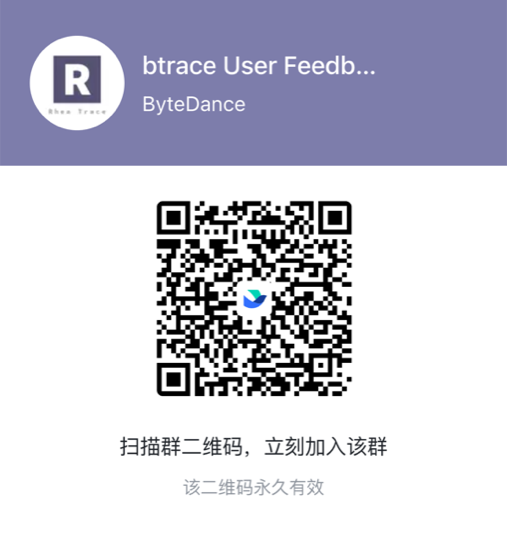 btrace User Feedb...
ByteDance
R
Rhea Trace
扫描群二维码，立刻加入该群
该二维码永久有效